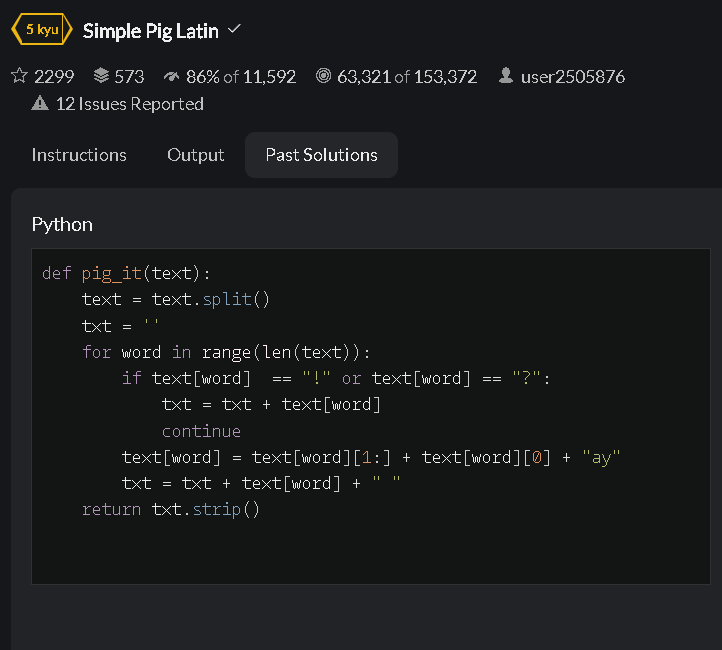 5 kyu Simple Pig Latin
2299 573 86% of 11,592 63,321 of 153,372 user2505876
12 Issues Reported
Instructions Output Past Solutions
Python
def pig_it(text):
    text = text.split()
    txt = ''
    for word in range(len(text)):
        if text[word]  == "!" or text[word] == "?":
            txt = txt + text[word]
            continue
        text[word] = text[word][1:] + text[word][0] + "ay"
        txt = txt + text[word] + " "
    return txt.strip()